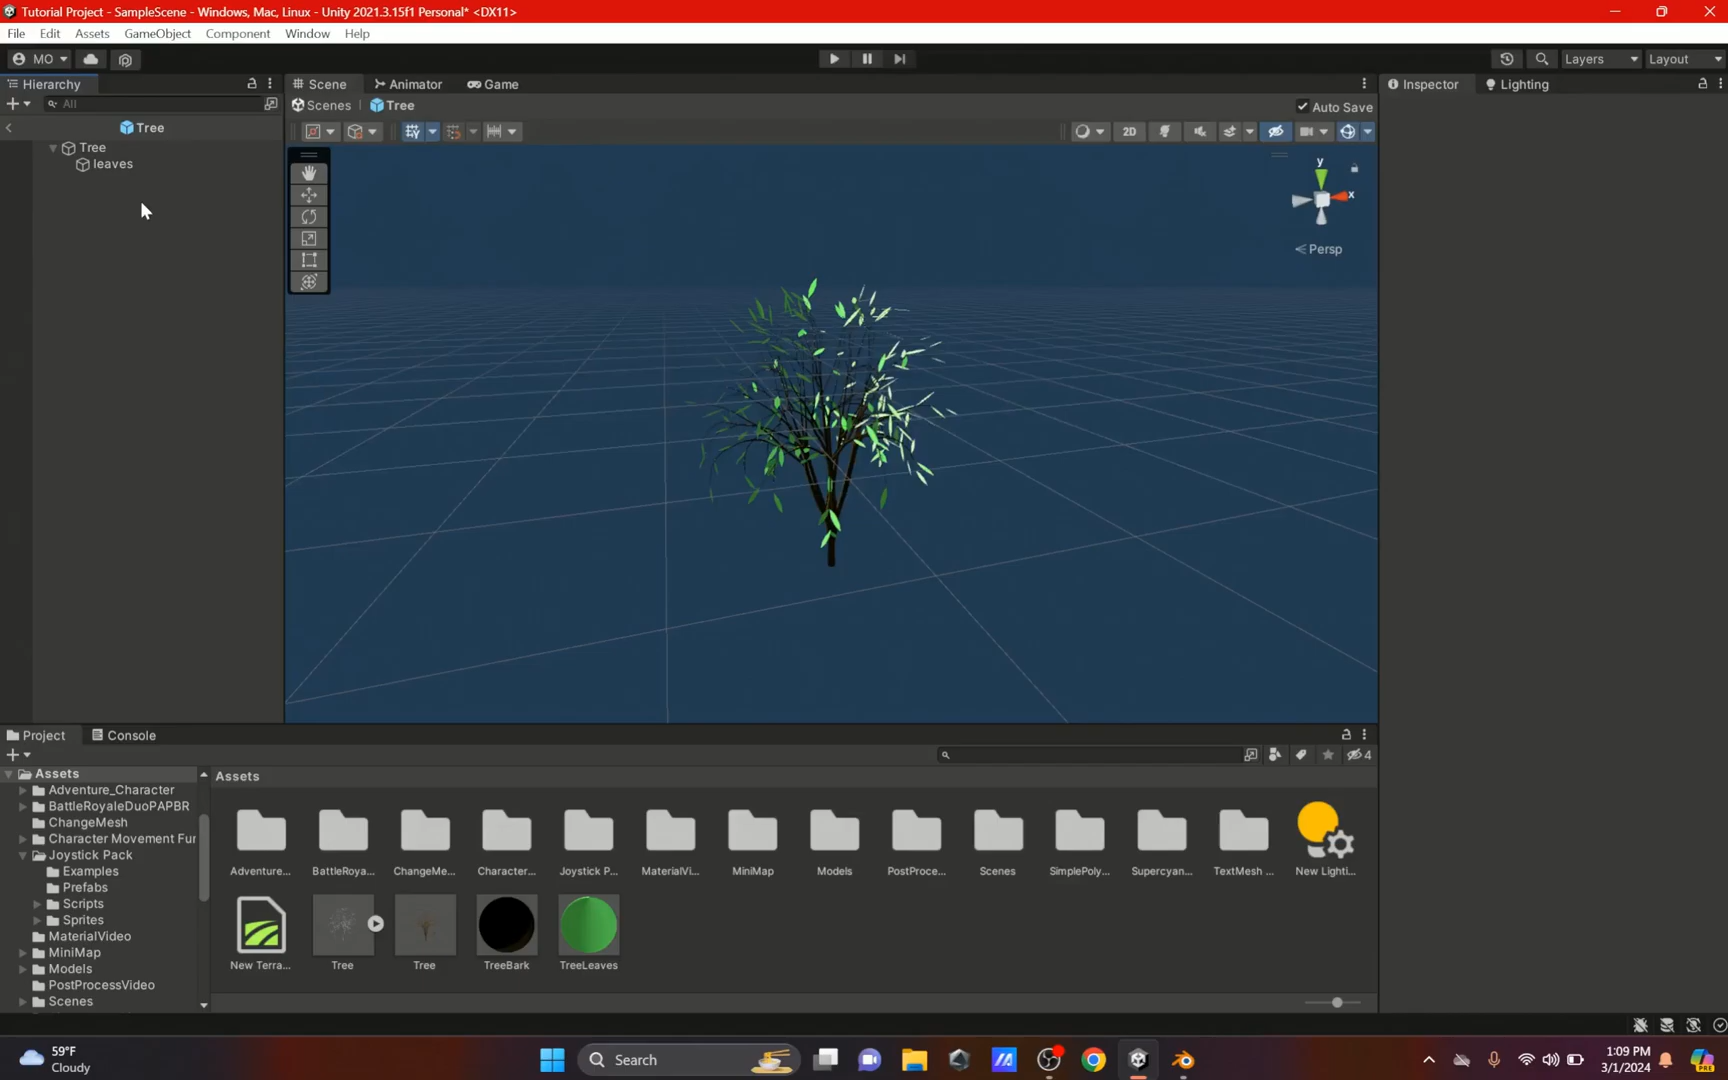 Tutorial Project - SampleScene - Windows, Mac, Linux - Unity 2021.3.15f1 Personal* <DX11>
File Edit Assets GameObject Component Window Help
MO Layers Layout
Hierarchy Scene Animator Game Inspector Lighting
All Scenes Tree Auto Save
Tree 2D
Tree
leaves
y
x
Persp
Project Console
4
Assets
Adventure_Character
BattleRoyaleDuoPAPBR
ChangeMesh
Character Movement Fur
Joystick Pack
Examples
Prefabs
Scripts
Sprites
MaterialVideo
MiniMap
Models
PostProcessVideo
Scenes
Assets
Adventure... BattleRoya... ChangeMe... Character... Joystick P... MaterialVi... MiniMap Models PostProce... Scenes SimplePoly... Supercyan... TextMesh ... New Lighti...
New Terra... Tree Tree TreeBark TreeLeaves
59°F
Cloudy
Search
1:09 PM
3/1/2024
PRE